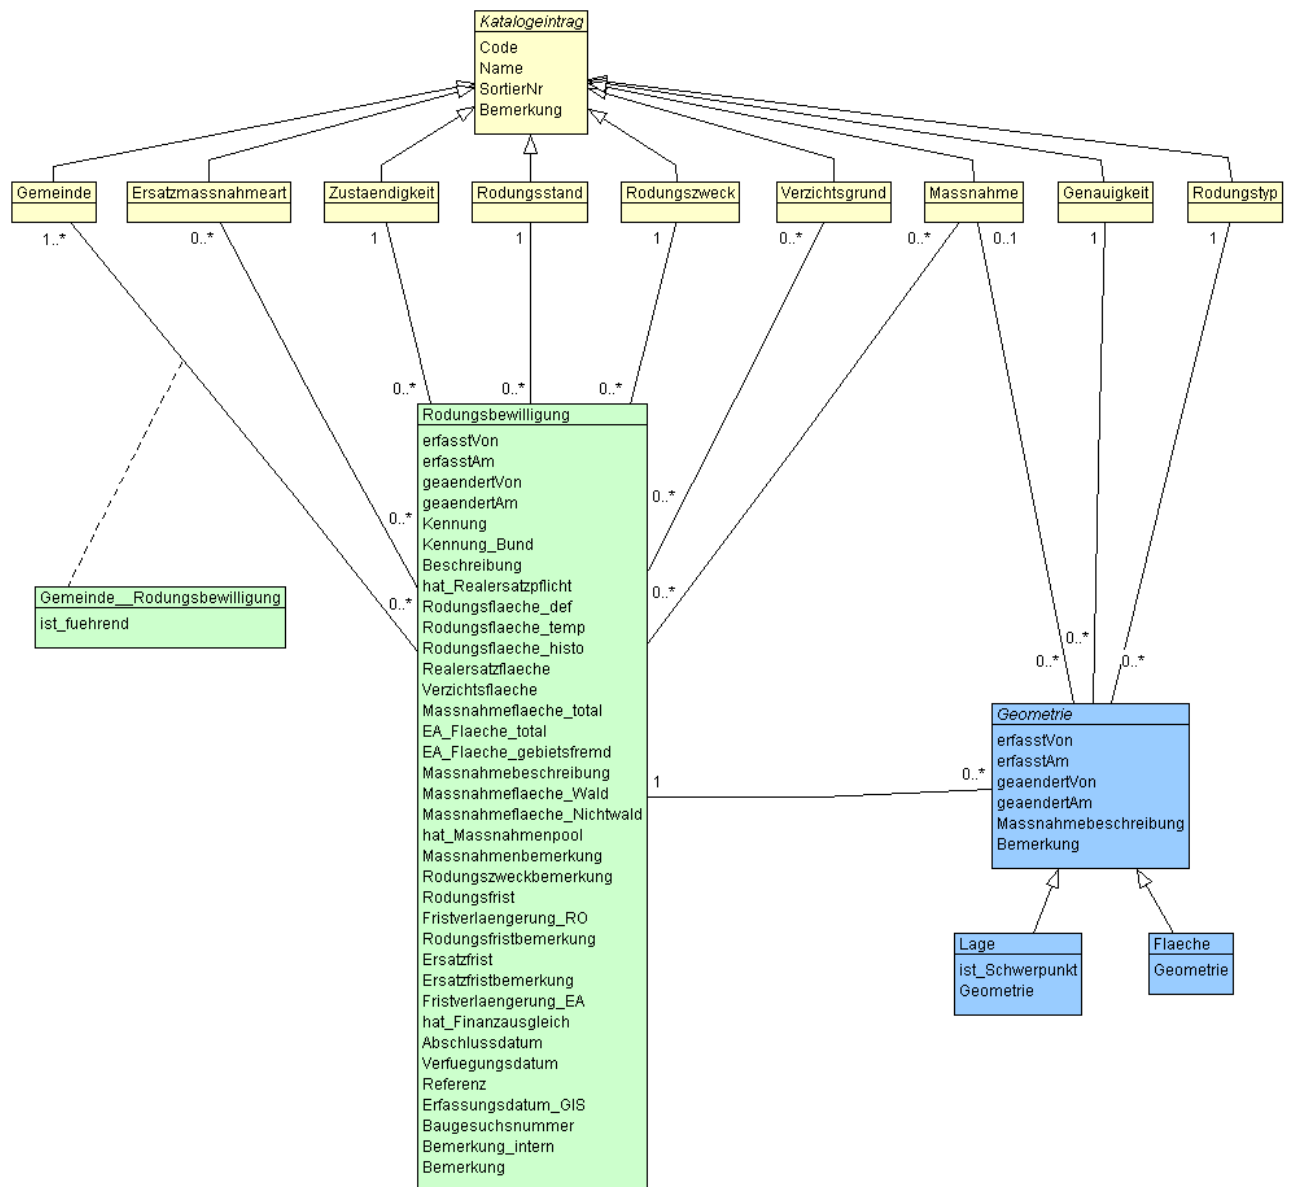 Katalogeintrag
Code
Name
SortierNr
Bemerkung
Gemeinde
Ersatzmassnahmeart
Zustaendigkeit
Rodungsstand
Rodungszweck
Verzichtsgrund
Massnahme
Genauigkeit
Rodungstyp
1..*
0..*
1
1
1
0..*
0..*
0..1
1
1
0..*
0..*
0..*
Rodungsbewilligung
erfasstVon
erfasstAm
geaendertVon
geaendertAm
Kennung
Kennung_Bund
Beschreibung
hat_Realersatzpflicht
Rodungsflaeche_def
Rodungsflaeche_temp
Rodungsflaeche_histo
Realersatzflaeche
Verzichtsflaeche
Massnahmeflaeche_total
EA_Flaeche_total
EA_Flaeche_gebietsfremd
Massnahmebeschreibung
Massnahmeflaeche_Wald
Massnahmeflaeche_Nichtwald
hat_Massnahmenpool
Massnahmenbemerkung
Rodungszweckbemerkung
Rodungsfrist
Fristverlaengerung_RO
Rodungsfristbemerkung
Ersatzfrist
Ersatzfristbemerkung
Fristverlaengerung_EA
hat_Finanzausgleich
Abschlussdatum
Verfuegungsdatum
Referenz
Erfassungsdatum_GIS
Baugesuchsnummer
Bemerkung_intern
Bemerkung
0..*
0..*
0..*
0..*
Gemeinde__Rodungsbewilligung
ist_fuehrend
0..*
0..*
0..*
1
0..*
Geometrie
erfasstVon
erfasstAm
geaendertVon
geaendertAm
Massnahmebeschreibung
Bemerkung
Lage
ist_Schwerpunkt
Geometrie
Flaeche
Geometrie